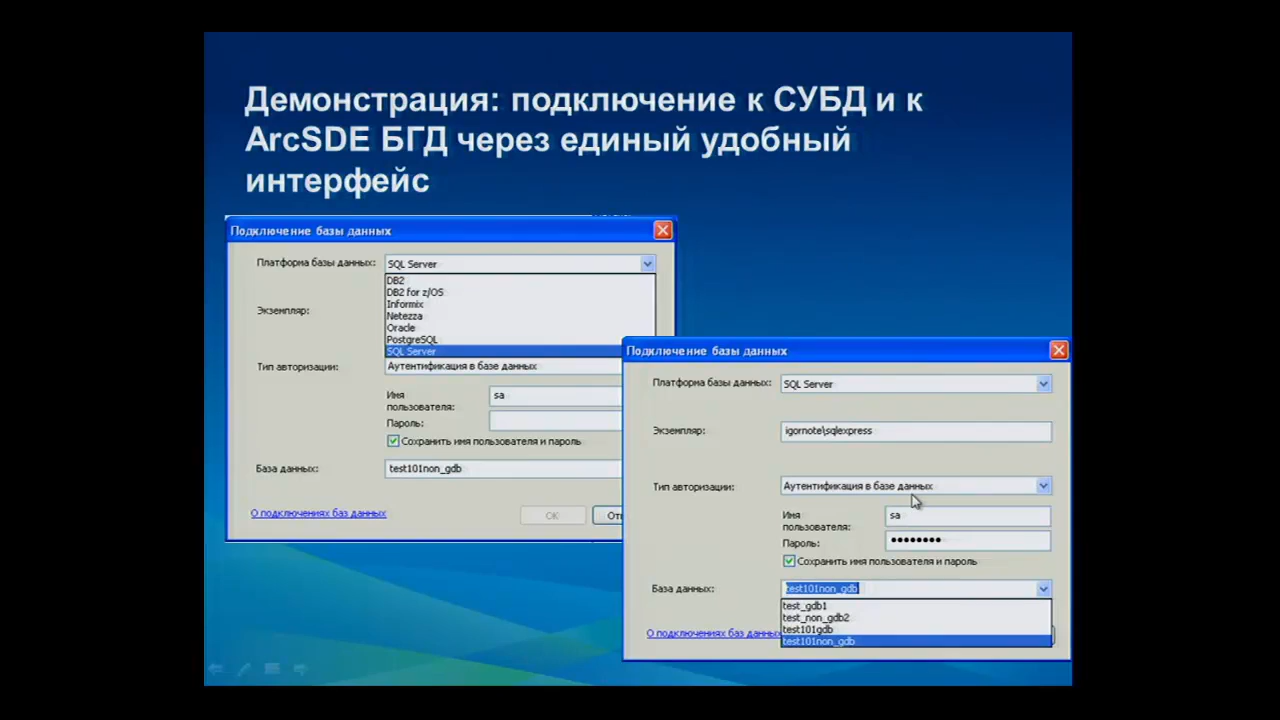 Демонстрация: подключение к СУБД и к
ArcSDE БГД через единый удобный
интерфейс
Подключение базы данных
Платформа базы данных:
SQL Server
DB2
DB2 for z/OS
Informix
Netezza
Oracle
PostgreSQL
SQL Server
Экземпляр:
Тип авторизации:
Аутентификация в базе данных
Имя
пользователя:
sa
Пароль:
Сохранить имя пользователя и пароль
База данных:
test101non_gdb
О подключениях баз данных
OK
Подключение базы данных
Платформа базы данных:
SQL Server
Экземпляр:
igornote\sqlexpress
Тип авторизации:
Аутентификация в базе данных
Имя
пользователя:
sa
Пароль:
••••••••
Сохранить имя пользователя и пароль
База данных:
test101non_gdb
test_gdb1
test_non_gdb2
test101gdb
test101non_gdb
О подключениях баз данных